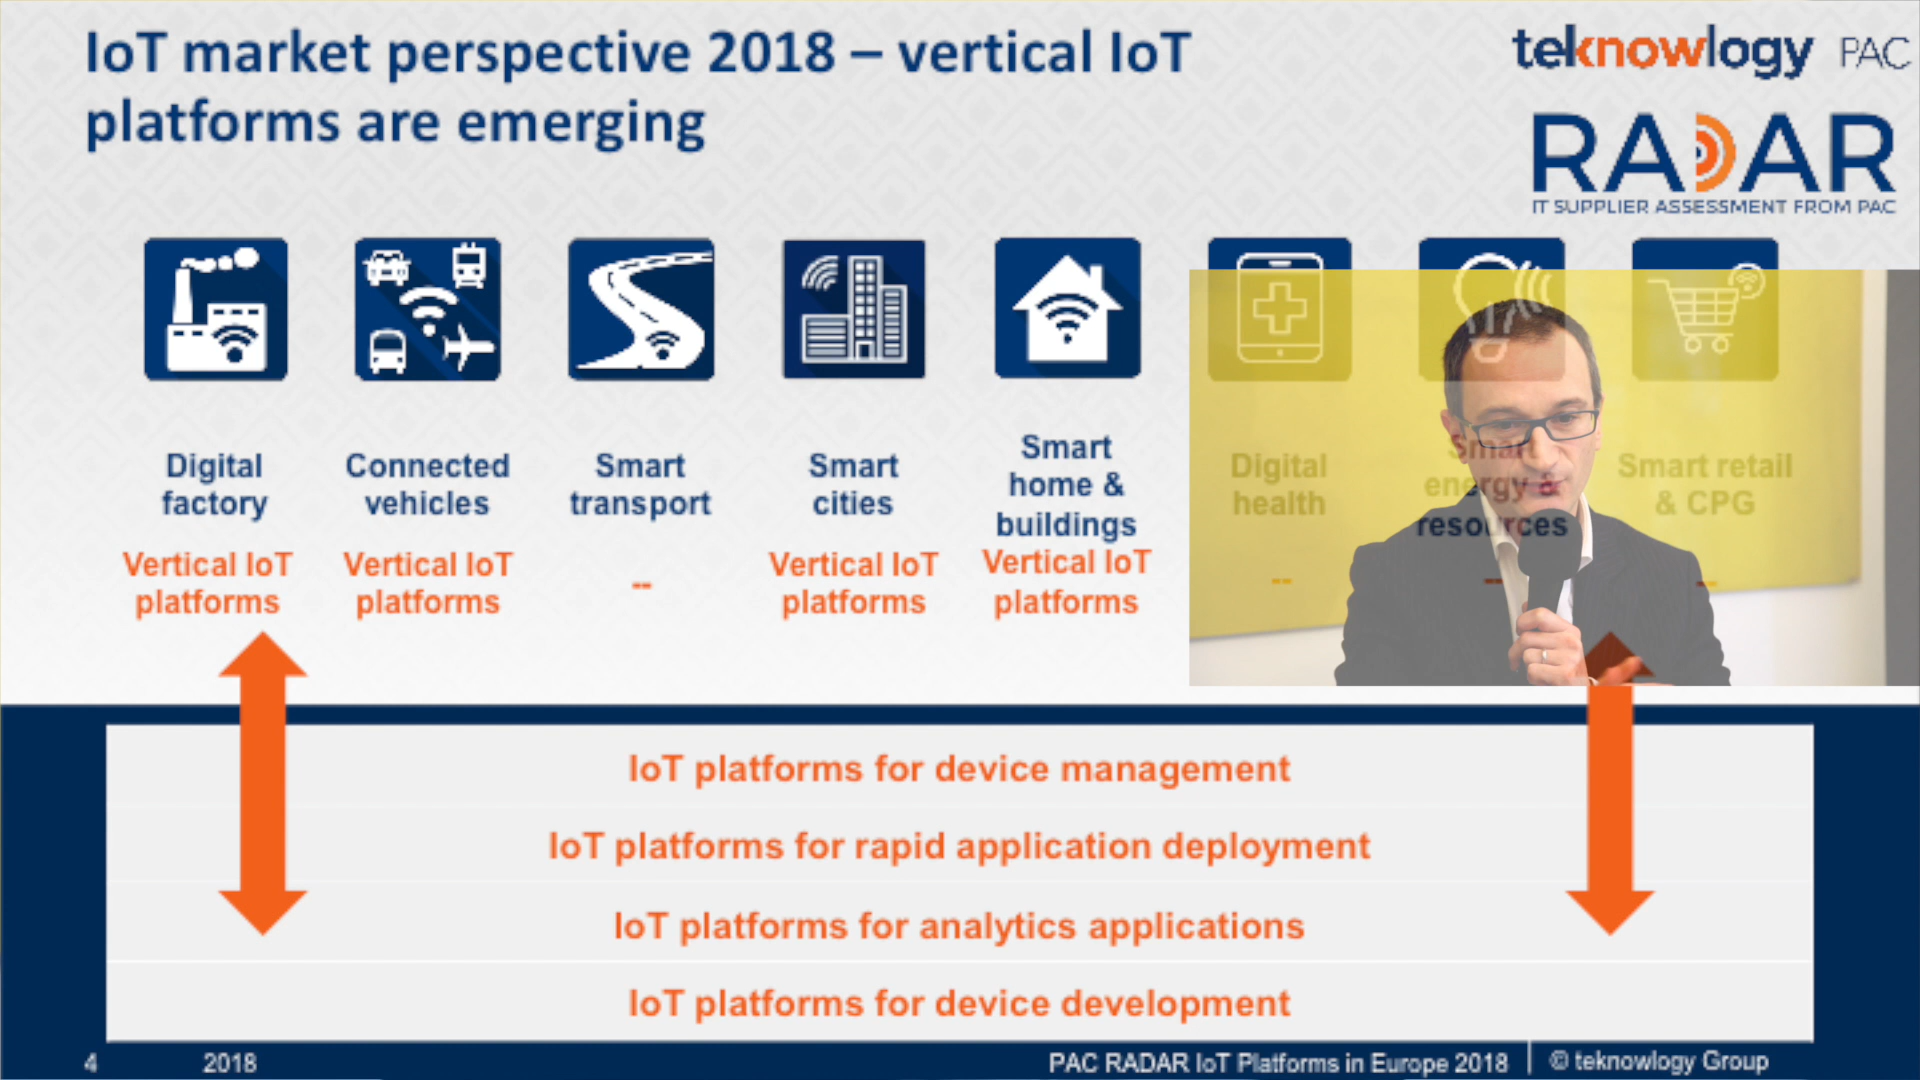 IoT market perspective 2018 – vertical IoT
platforms are emerging
teknowlogy PAC
RADAR
IT SUPPLIER ASSESSMENT FROM PAC
Digital
factory
Vertical IoT
platforms
Connected
vehicles
Vertical IoT
platforms
Smart
transport
--
Smart
cities
Vertical IoT
platforms
Smart
home &
buildings
Vertical IoT
platforms
Digital
health
--
Smart
energy &
resources
--
Smart retail
& CPG
--
IoT platforms for device management
IoT platforms for rapid application deployment
IoT platforms for analytics applications
IoT platforms for device development
4 2018 PAC RADAR IoT Platforms in Europe 2018 | © teknowlogy Group